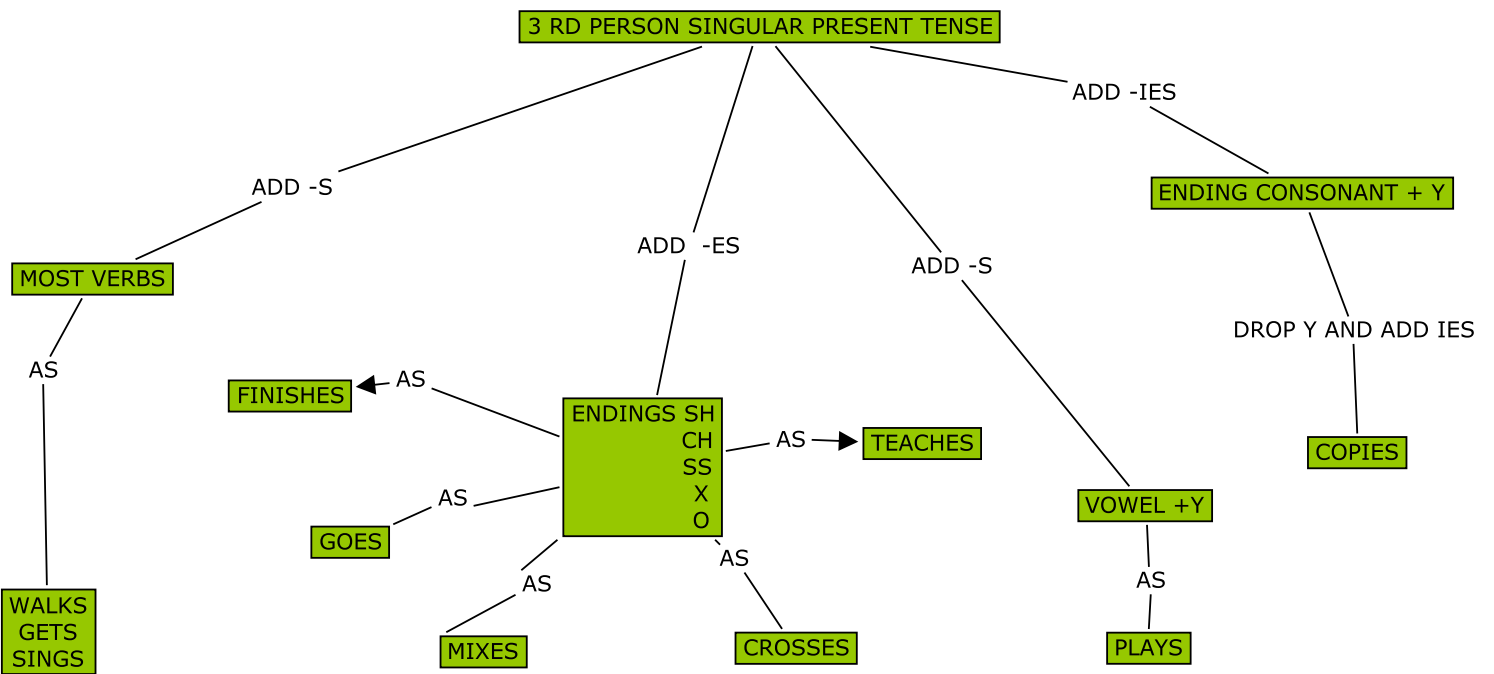 3 RD PERSON SINGULAR PRESENT TENSE
ADD -IES
ADD -S
ENDING CONSONANT + Y
ADD -ES
ADD -S
MOST VERBS
DROP Y AND ADD IES
AS
AS
FINISHES
ENDINGS SH
CH
SS
X
O
AS
TEACHES
COPIES
AS
GOES
VOWEL +Y
AS
AS
AS
WALKS
GETS
SINGS
MIXES
CROSSES
PLAYS